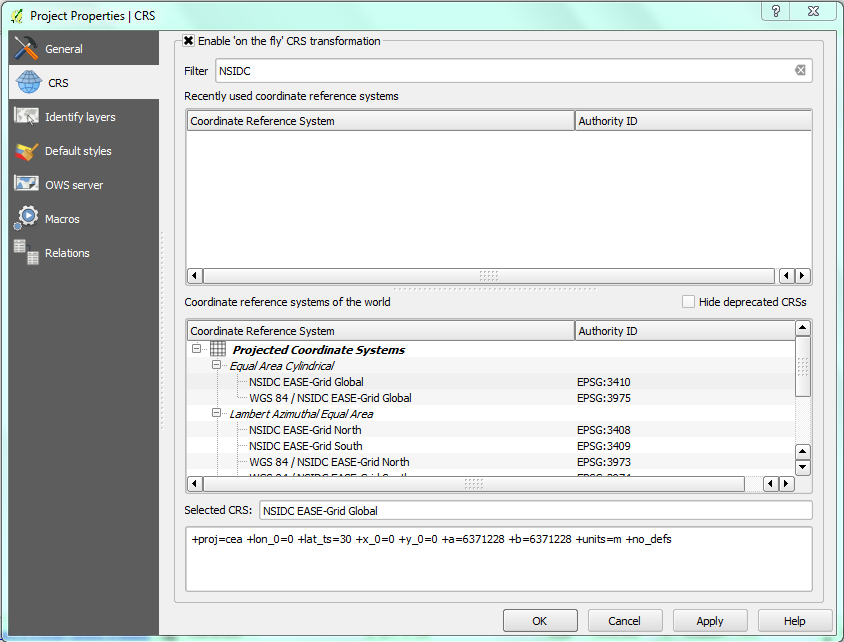 Project Properties | CRS
General
CRS
Identify layers
Default styles
OWS server
Macros
Relations
Enable 'on the fly' CRS transformation
Filter NSIDC
Recently used coordinate reference systems
Coordinate Reference System Authority ID
Coordinate reference systems of the world Hide deprecated CRSs
Coordinate Reference System Authority ID
Projected Coordinate Systems
Equal Area Cylindrical
NSIDC EASE-Grid Global EPSG:3410
WGS 84 / NSIDC EASE-Grid Global EPSG:3975
Lambert Azimuthal Equal Area
NSIDC EASE-Grid North EPSG:3408
NSIDC EASE-Grid South EPSG:3409
WGS 84 / NSIDC EASE-Grid North EPSG:3973
Selected CRS: NSIDC EASE-Grid Global
+proj=cea +lon_0=0 +lat_ts=30 +x_0=0 +y_0=0 +a=6371228 +b=6371228 +units=m +no_defs
OK Cancel Apply Help